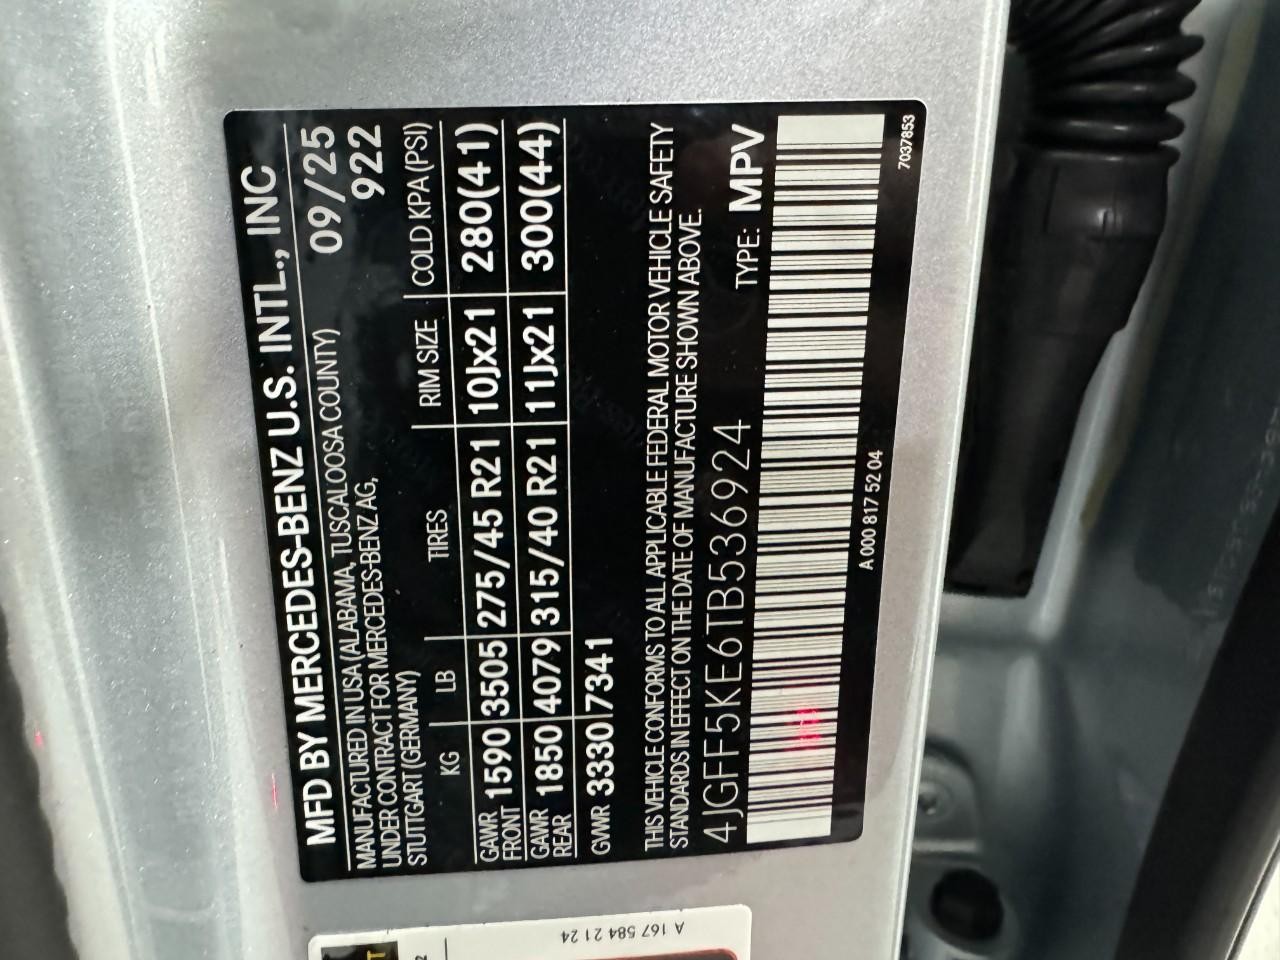 MFD BY MERCEDES-BENZ U.S. INTL., INC
MANUFACTURED IN USA (ALABAMA, TUSCALOOSA COUNTY) 09/25
UNDER CONTRACT FOR MERCEDES-BENZ AG, 922
STUTTGART (GERMANY)
KG LB TIRES RIM SIZE COLD KPA (PSI)
GAWR FRONT 1590 3505 275/45 R21 10Jx21 280(41)
GAWR REAR 1850 4079 315/40 R21 11Jx21 300(44)
GVWR 3330 7341
THIS VEHICLE CONFORMS TO ALL APPLICABLE FEDERAL MOTOR VEHICLE SAFETY
STANDARDS IN EFFECT ON THE DATE OF MANUFACTURE SHOWN ABOVE.
4JGFF5KE6TB536924 TYPE: MPV
A 000 817 52 04
7037853
A 167 584 21 24